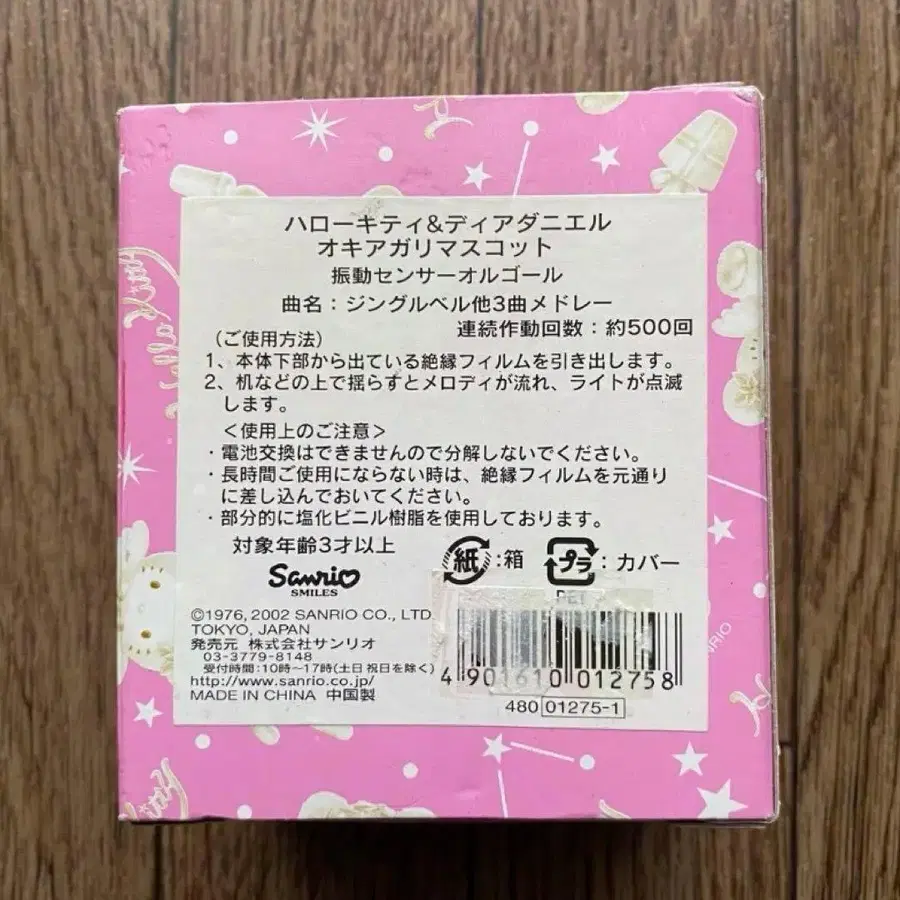 Hello Kitty
ハローキティ&ディアダニエル
オキアガリマスコット
振動センサーオルゴール
曲名：ジングルベル他3曲メドレー
連続作動回数：約500回
（ご使用方法）
1、本体下部から出ている絶縁フィルムを引き出します。
2、机などの上で揺らすとメロディが流れ、ライトが点滅
します。
＜使用上のご注意＞
・電池交換はできませんので分解しないでください。
・長時間ご使用にならない時は、絶縁フィルムを元通り
に差し込んでおいてください。
・部分的に塩化ビニル樹脂を使用しております。
対象年齢3才以上
紙：箱
プラ：カバー
PET
Sanrio
SMILES
©1976, 2002 SANRIO CO., LTD.
TOKYO, JAPAN
発売元 株式会社サンリオ
03-3779-8148
受付時間：10時〜17時(土日祝日を除く)
http://www.sanrio.co.jp/
MADE IN CHINA 中国製
4 901610 012758
480 01275-1